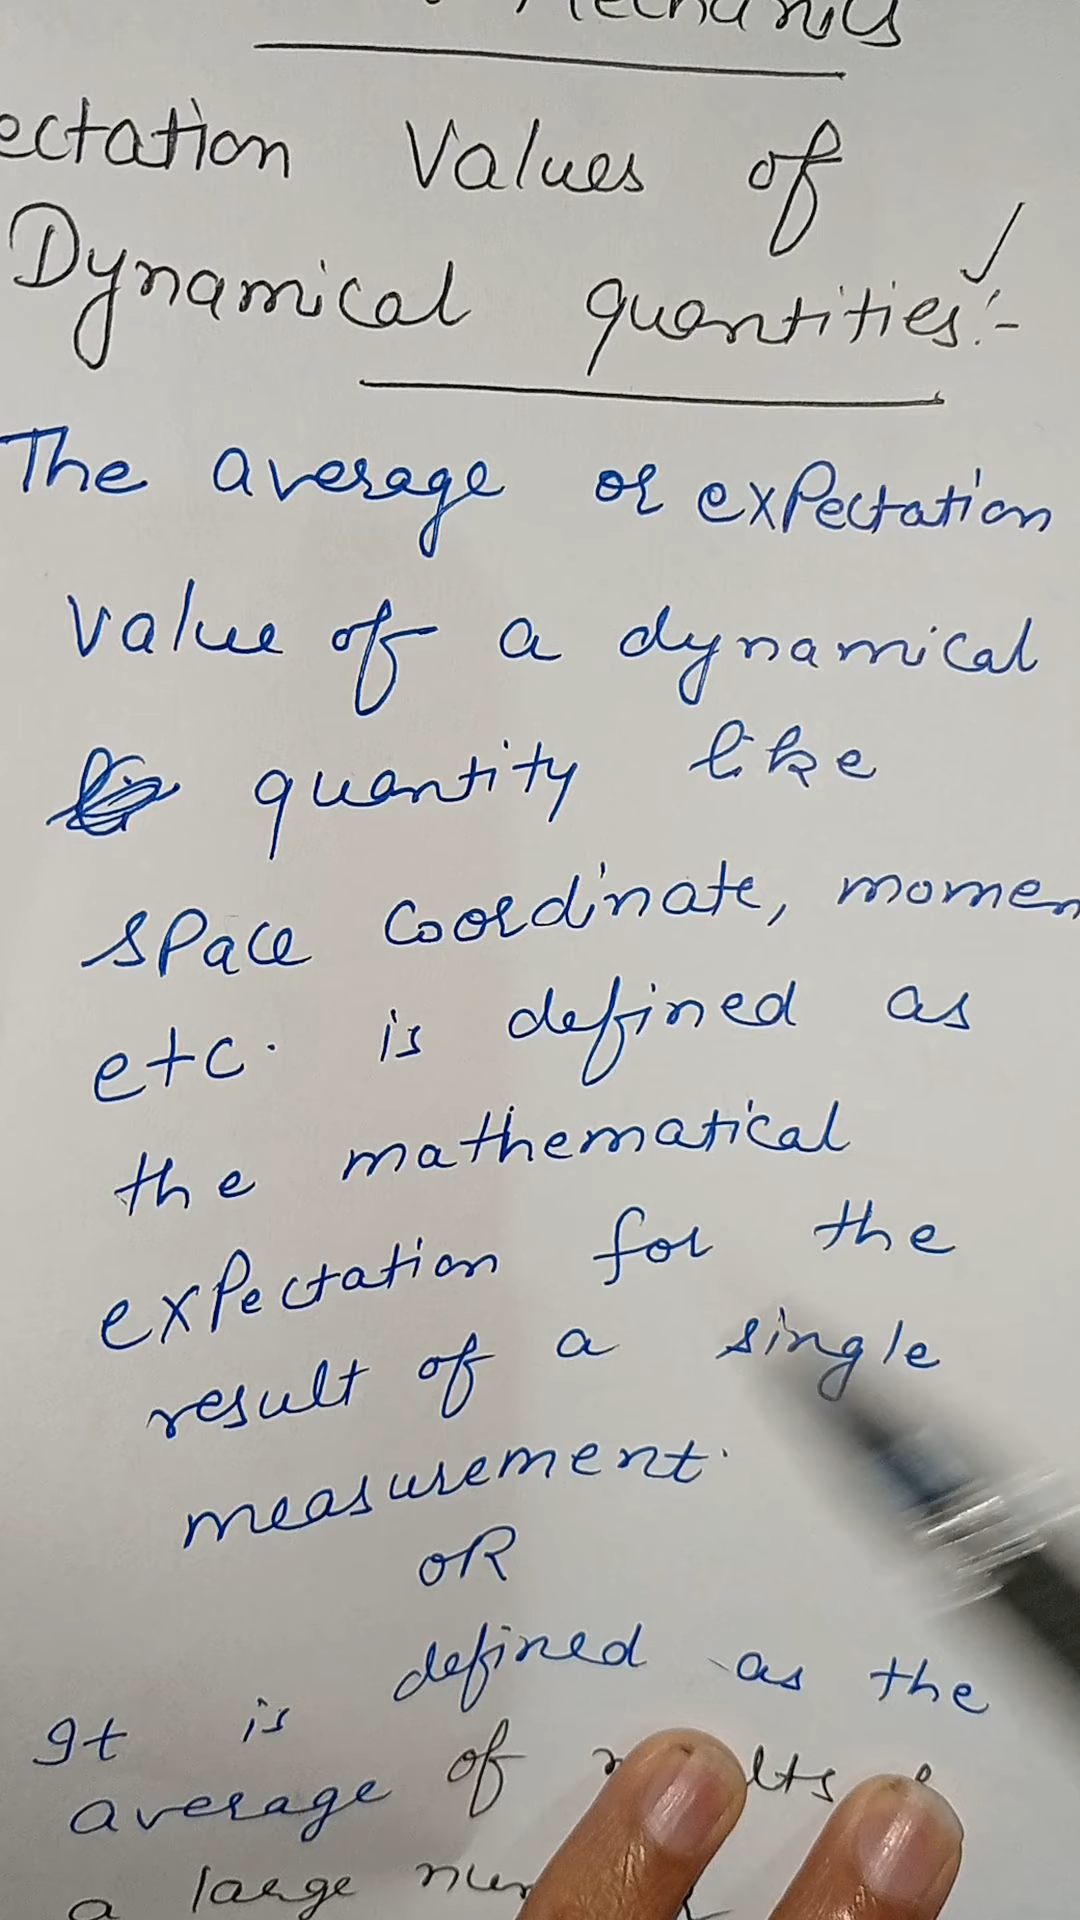 Mechanics
ectation Values of
Dynamical quantities:-
The average or expectation
value of a dynamical
quantity like
space coordinate, momen
etc. is defined as
the mathematical
expectation for the
result of a single
measurement.
OR
It is defined as the
average of
a large